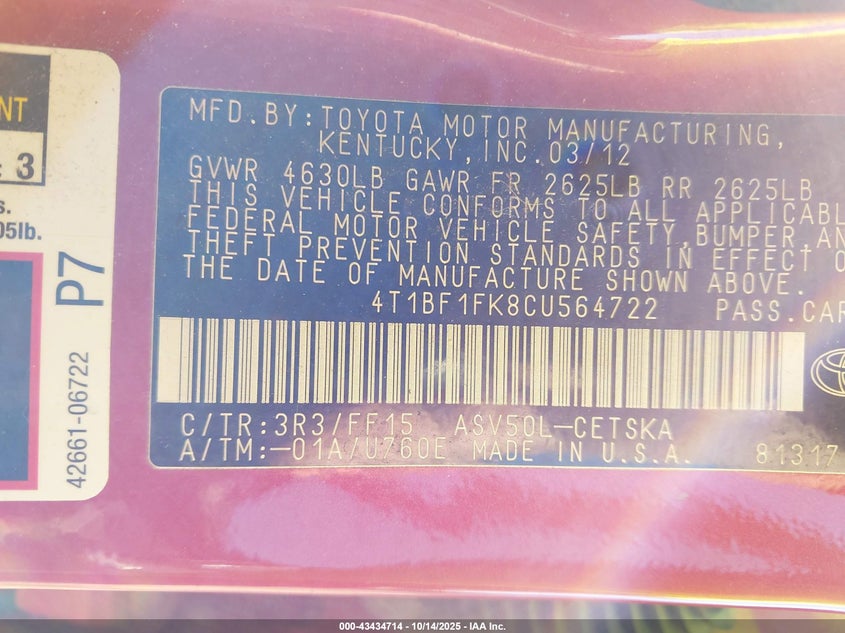 NT
: 3
s.
05lb.
P7
42661-06722
MFD.BY:TOYOTA MOTOR MANUFACTURING,
KENTUCKY,INC.03/12
GVWR 4630LB GAWR FR 2625LB RR 2625LB
THIS VEHICLE CONFORMS TO ALL APPLICABL
FEDERAL MOTOR VEHICLE SAFETY,BUMPER,AN
THEFT PREVENTION STANDARDS IN EFFECT O
THE DATE OF MANUFACTURE SHOWN ABOVE.
4T1BF1FK8CU564722 PASS.CAR
C/TR:3R3/FF15 ASV50L-CETSKA
A/TM:-01A/U760E MADE IN U.S.A. 81317
000-43434714 - 10/14/2025 - IAA Inc.